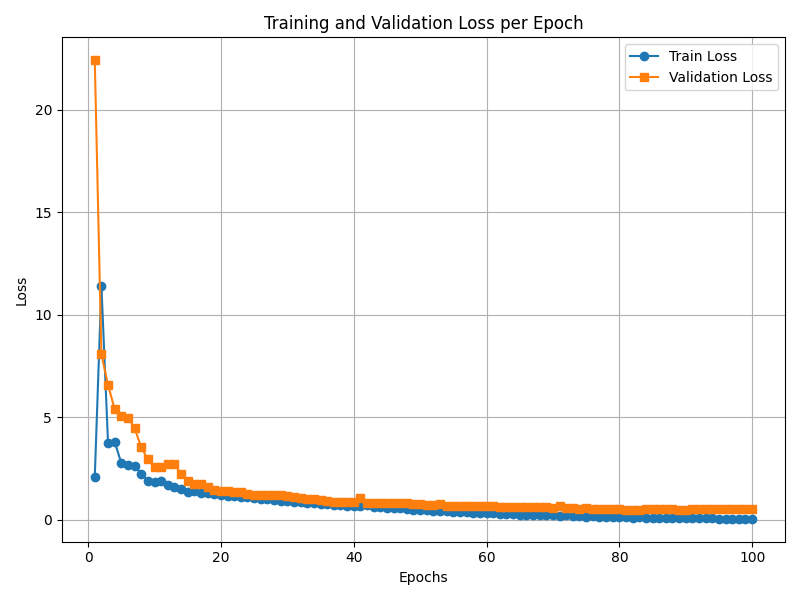 Training and Validation Loss per Epoch
Train Loss
Validation Loss
20
15
10
5
0
Loss
0 20 40 60 80 100
Epochs